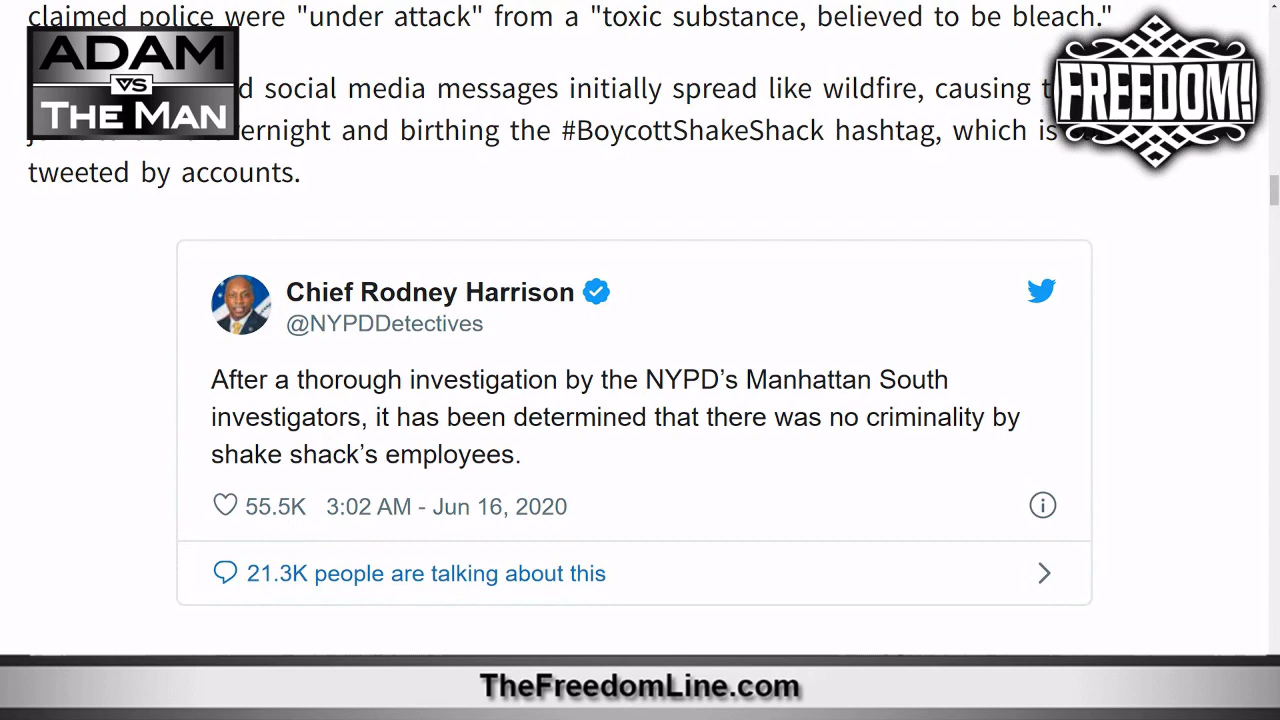 claimed police were "under attack" from a "toxic substance, believed to be bleach."
ADAM
VS
THE MAN
FREEDOM!
social media messages initially spread like wildfire, causing
and birthing the #BoycottShakeShack hashtag, which is
tweeted by accounts.
Chief Rodney Harrison
@NYPDDetectives
After a thorough investigation by the NYPD’s Manhattan South
investigators, it has been determined that there was no criminality by
shake shack’s employees.
55.5K 3:02 AM - Jun 16, 2020
21.3K people are talking about this
TheFreedomLine.com